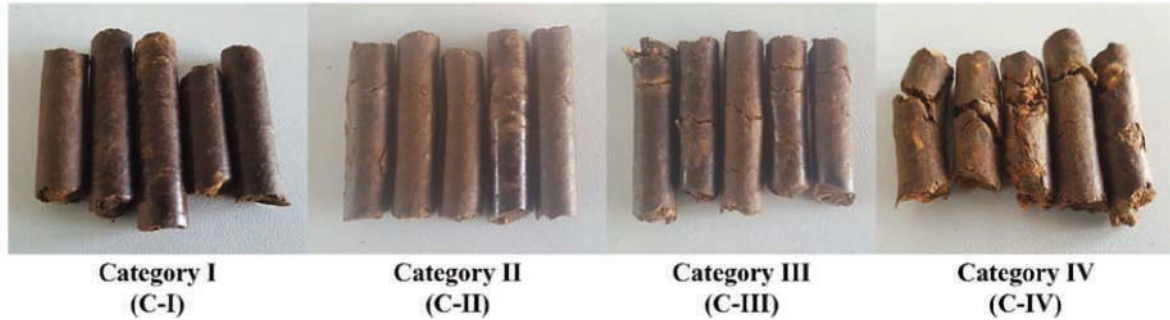 Category I
(C-I)
Category II
(C-II)
Category III
(C-III)
Category IV
(C-IV)